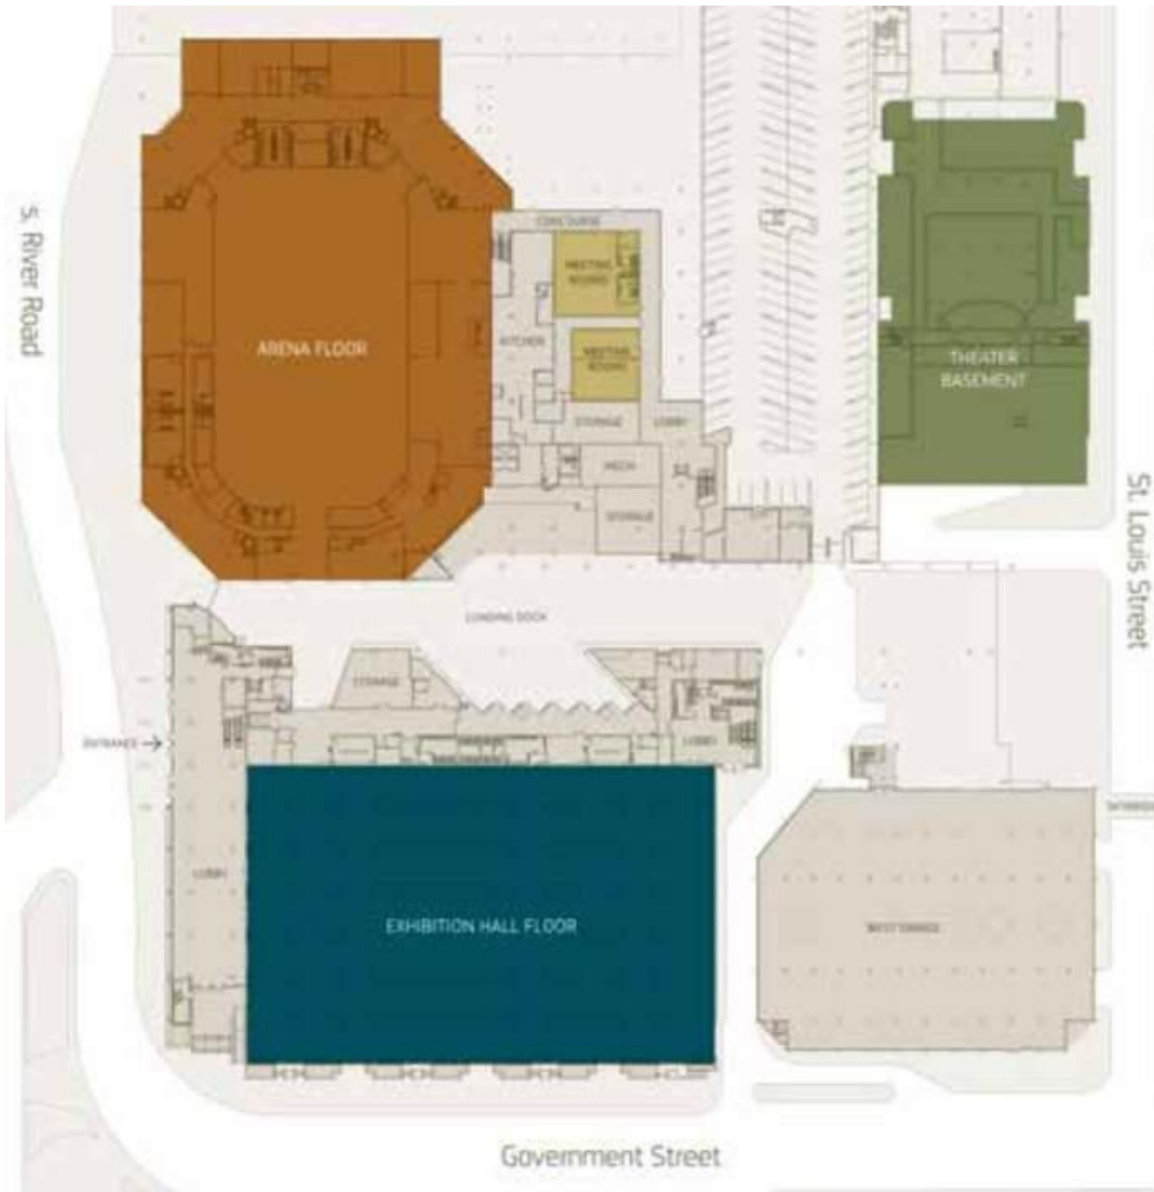 CONCOURSE
MEETING
ROOMS
S. River Road
ARENA FLOOR
KITCHEN
MEETING
ROOMS
THEATER
BASEMENT
STORAGE
LOBBY
MECH
STORAGE
St. Louis Street
LOADING DOCK
STORAGE
ENTRANCE
LOBBY
LOBBY
EXHIBITION HALL FLOOR
Government Street